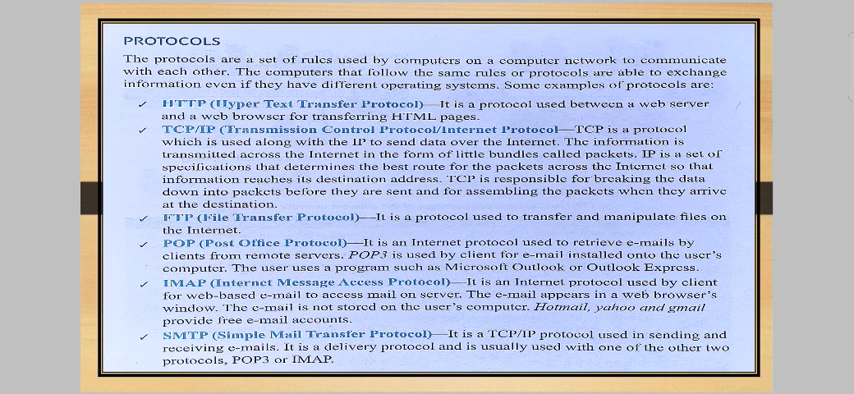 PROTOCOLS
The protocols are a set of rules used by computers on a computer network to communicate
with each other. The computers that follow the same rules or protocols are able to exchange
information even if they have different operating systems. Some examples of protocols are:
✓ HTTP (Hyper Text Transfer Protocol)—It is a protocol used between a web server
and a web browser for transferring HTML pages.
✓ TCP/IP (Transmission Control Protocol/Internet Protocol—TCP is a protocol
which is used along with the IP to send data over the Internet. The information is
transmitted across the Internet in the form of little bundles called packets. IP is a set of
specifications that determines the best route for the packets across the Internet so that
information reaches its destination address. TCP is responsible for breaking the data
down into packets before they are sent and for assembling the packets when they arrive
at the destination.
✓ FTP (File Transfer Protocol)—It is a protocol used to transfer and manipulate files on
the Internet.
✓ POP (Post Office Protocol)—It is an Internet protocol used to retrieve e-mails by
clients from remote servers. POP3 is used by client for e-mail installed onto the user's
computer. The user uses a program such as Microsoft Outlook or Outlook Express.
✓ IMAP (Internet Message Access Protocol)—It is an Internet protocol used by client
for web-based e-mail to access mail on server. The e-mail appears in a web browser's
window. The e-mail is not stored on the user's computer. Hotmail, yahoo and gmail
provide free e-mail accounts.
✓ SMTP (Simple Mail Transfer Protocol)—It is a TCP/IP protocol used in sending and
receiving e-mails. It is a delivery protocol and is usually used with one of the other two
protocols, POP3 or IMAP.